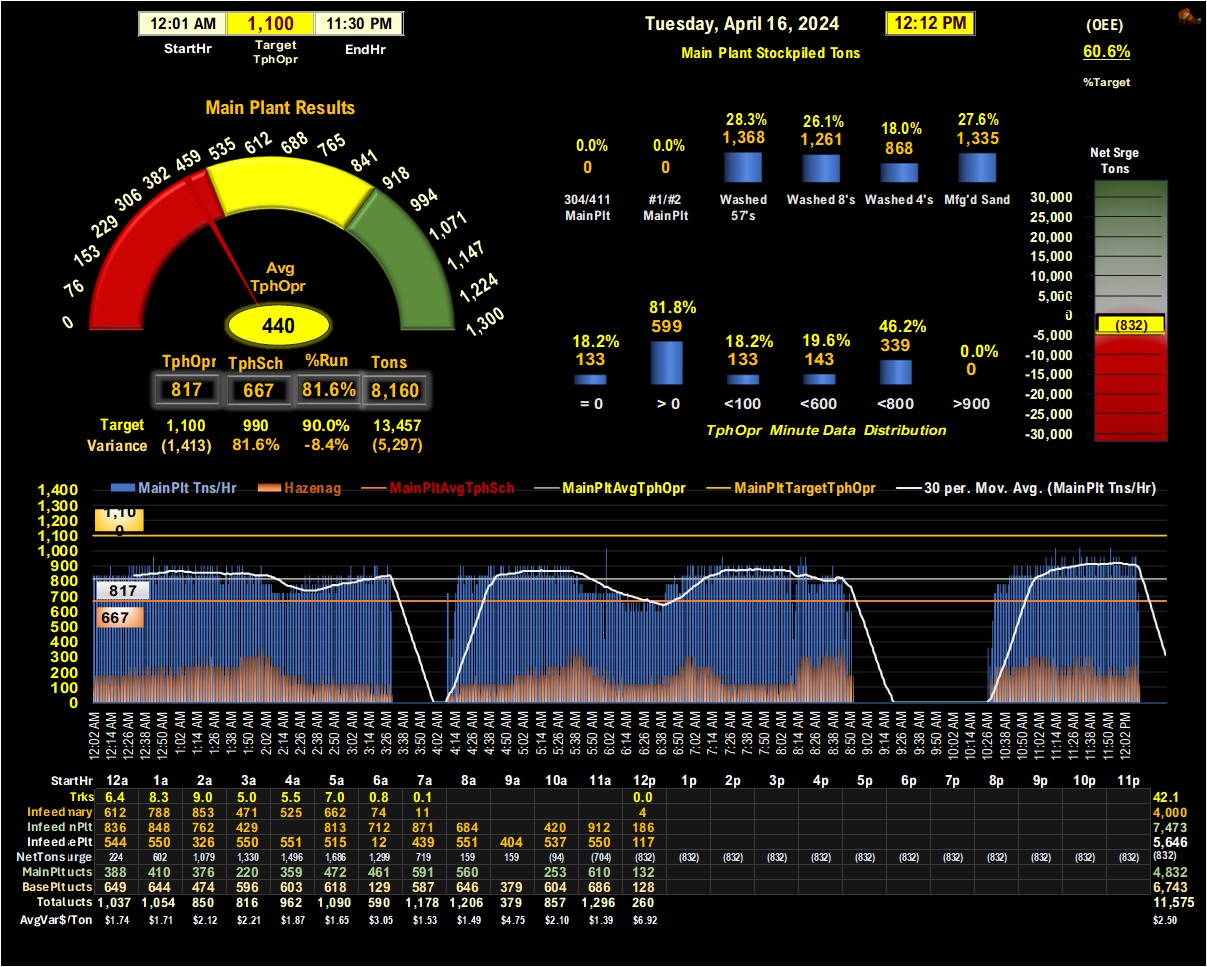 12:01 AM 1,100 11:30 PM
StartHr Target TphOpr EndHr
Tuesday, April 16, 2024 12:12 PM
Main Plant Stockpiled Tons
(OEE)
60.6%
%Target
Main Plant Results
0 76 153 229 306 382 459 535 612 688 765 841 918 994 1,071 1,147 1,224 1,300
Avg
TphOpr
440
TphOpr TphSch %Run Tons
817 667 81.6% 8,160
Target 1,100 990 90.0% 13,457
Variance (1,413) 81.6% -8.4% (5,297)
0.0% 0.0% 28.3% 26.1% 18.0% 27.6%
0 0 1,368 1,261 868 1,335
304/411 MainPlt #1/#2 MainPlt Washed 57's Washed 8's Washed 4's Mfg'd Sand
18.2% 81.8% 18.2% 19.6% 46.2% 0.0%
133 599 133 143 339 0
= 0 > 0 <100 <600 <800 >900
TphOpr Minute Data Distribution
Net Srge
Tons
30,000
25,000
20,000
15,000
10,000
5,000
0
(832)
-5,000
-10,000
-15,000
-20,000
-25,000
-30,000
MainPlt Tns/Hr Hazenag MainPltAvgTphSch MainPltAvgTphOpr MainPltTargetTphOpr 30 per. Mov. Avg. (MainPlt Tns/Hr)
1,400
1,300
1,200
1,100
1,000
900
800
700
600
500
400
300
200
100
0
1,10
0
817
667
12:02 AM 12:14 AM 12:26 AM 12:38 AM 12:50 AM 1:02 AM 1:14 AM 1:26 AM 1:38 AM 1:50 AM 2:02 AM 2:14 AM 2:26 AM 2:38 AM 2:50 AM 3:02 AM 3:14 AM 3:26 AM 3:38 AM 3:50 AM 4:02 AM 4:14 AM 4:26 AM 4:38 AM 4:50 AM 5:02 AM 5:14 AM 5:26 AM 5:38 AM 5:50 AM 6:02 AM 6:14 AM 6:26 AM 6:38 AM 6:50 AM 7:02 AM 7:14 AM 7:26 AM 7:38 AM 7:50 AM 8:02 AM 8:14 AM 8:26 AM 8:38 AM 8:50 AM 9:02 AM 9:14 AM 9:26 AM 9:38 AM 9:50 AM 10:02 AM 10:14 AM 10:26 AM 10:38 AM 10:50 AM 11:02 AM 11:14 AM 11:26 AM 11:38 AM 11:50 AM 12:02 PM
StartHr 12a 1a 2a 3a 4a 5a 6a 7a 8a 9a 10a 11a 12p 1p 2p 3p 4p 5p 6p 7p 8p 9p 10p 11p
Trks 6.4 8.3 9.0 5.0 5.5 7.0 0.8 0.1 0.0 42.1
Infeed mary 612 788 853 471 525 662 74 11 4 4,000
Infeed nPlt 836 848 762 429 813 712 871 684 420 912 186 7,473
Infeed ePlt 544 550 326 550 551 515 12 439 551 404 537 550 117 5,646
NetTons urge 224 602 1,079 1,330 1,496 1,686 1,299 719 159 159 (94) (704) (832) (832) (832) (832) (832) (832) (832) (832) (832) (832) (832) (832) (832)
MainPlt ucts 388 410 376 220 359 472 461 591 560 253 610 132 4,832
BasePlt ucts 649 644 474 596 603 618 129 587 646 379 604 686 128 6,743
Total ucts 1,037 1,054 850 816 962 1,090 590 1,178 1,206 379 857 1,296 260 11,575
AvgVar$/Ton $1.74 $1.71 $2.12 $2.21 $1.87 $1.65 $3.05 $1.53 $1.49 $4.75 $2.10 $1.39 $6.92 $2.50